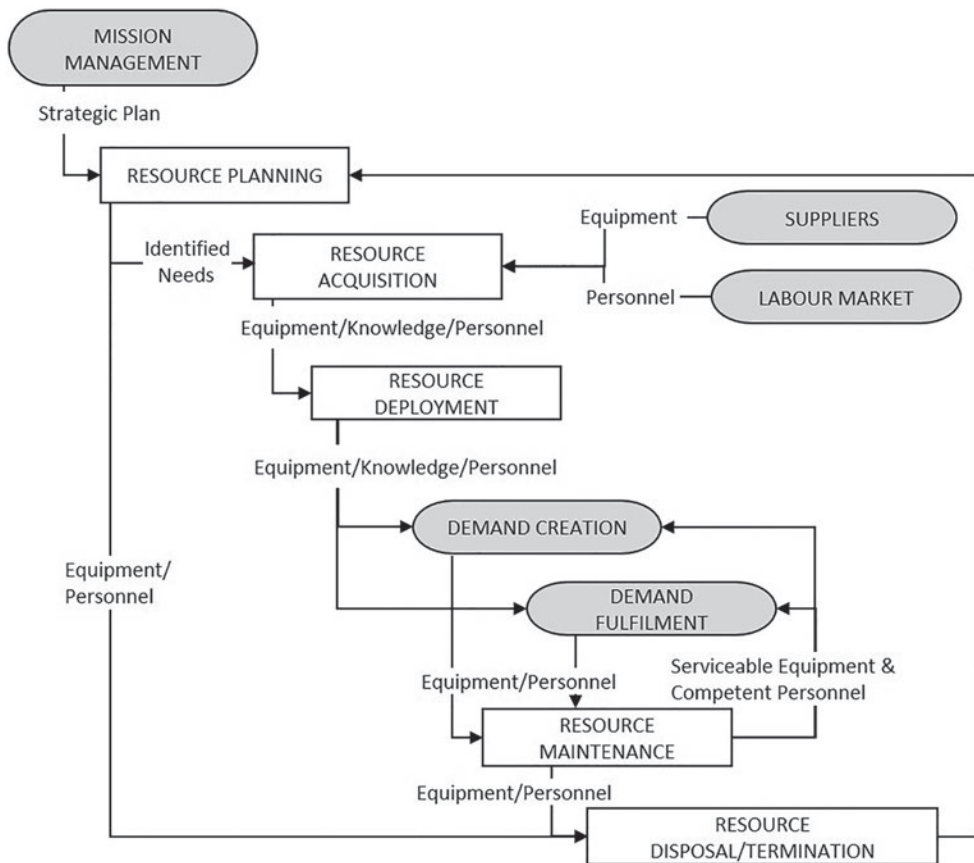 MISSION
MANAGEMENT
Strategic Plan
RESOURCE PLANNING
Equipment
SUPPLIERS
Identified
Needs
RESOURCE
ACQUISITION
Personnel
LABOUR MARKET
Equipment/Knowledge/Personnel
RESOURCE
DEPLOYMENT
Equipment/Knowledge/Personnel
DEMAND CREATION
Equipment/
Personnel
DEMAND
FULFILMENT
Equipment/Personnel
Serviceable Equipment &
Competent Personnel
RESOURCE
MAINTENANCE
Equipment/Personnel
RESOURCE
DISPOSAL/TERMINATION